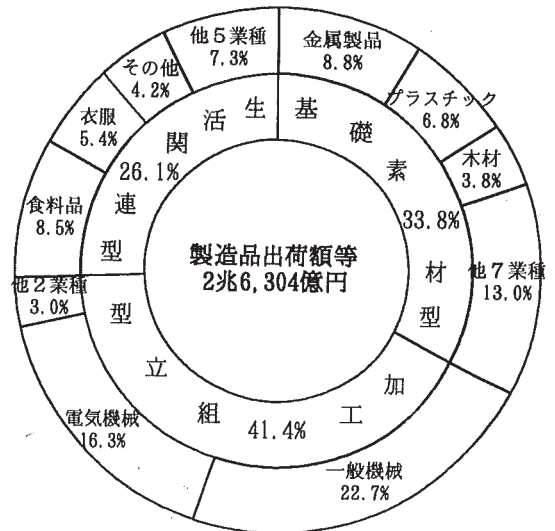 他5業種
7.3%
金属製品
8.8%
プラスチック
6.8%
木材
3.8%
他7業種
13.0%
一般機械
22.7%
電気機械
16.3%
他2業種
3.0%
食料品
8.5%
衣服
5.4%
その他
4.2%
基礎素材型
33.8%
加工組立型
41.4%
生活関連型
26.1%
製造品出荷額等
2兆6,304億円